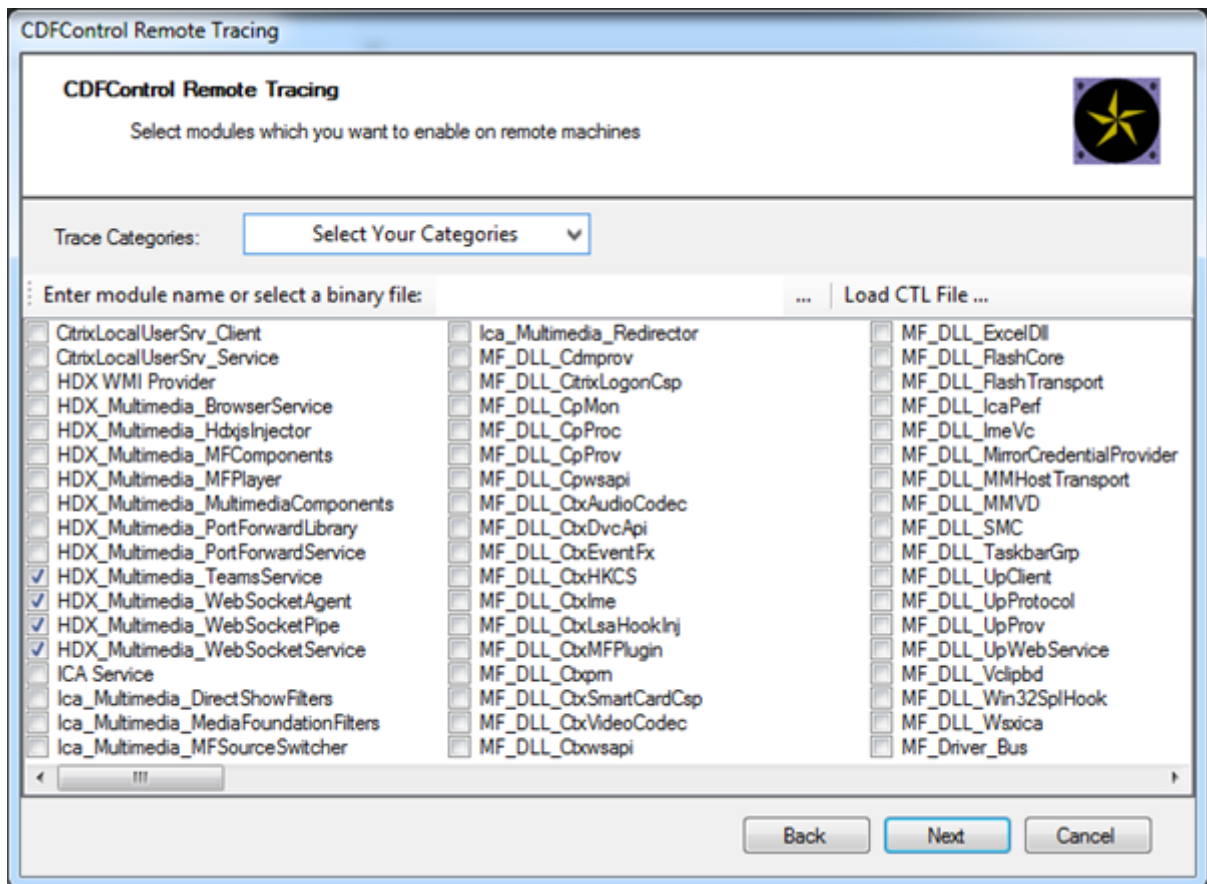 CDFControl Remote Tracing
CDFControl Remote Tracing
Select modules which you want to enable on remote machines
Trace Categories: Select Your Categories
Enter module name or select a binary file: ... Load CTL File ...
CitrixLocalUserSrv_Client
CitrixLocalUserSrv_Service
HDX WMI Provider
HDX_Multimedia_BrowserService
HDX_Multimedia_HdxjsInjector
HDX_Multimedia_MFComponents
HDX_Multimedia_MFPlayer
HDX_Multimedia_MultimediaComponents
HDX_Multimedia_PortForwardLibrary
HDX_Multimedia_PortForwardService
HDX_Multimedia_TeamsService
HDX_Multimedia_WebSocketAgent
HDX_Multimedia_WebSocketPipe
HDX_Multimedia_WebSocketService
ICA Service
Ica_Multimedia_DirectShowFilters
Ica_Multimedia_MediaFoundationFilters
Ica_Multimedia_MFSourceSwitcher
Ica_Multimedia_Redirector
MF_DLL_Cdmprov
MF_DLL_CitrixLogonCsp
MF_DLL_CpMon
MF_DLL_CpProc
MF_DLL_CpProv
MF_DLL_Cpwsapi
MF_DLL_CtxAudioCodec
MF_DLL_CtxDvcApi
MF_DLL_CtxEventFx
MF_DLL_CtxHKCS
MF_DLL_CtxIme
MF_DLL_CtxLsaHookInj
MF_DLL_CtxMFPlugin
MF_DLL_Ctxprn
MF_DLL_CtxSmartCardCsp
MF_DLL_CtxVideoCodec
MF_DLL_Ctxwsapi
MF_DLL_ExcelDll
MF_DLL_FlashCore
MF_DLL_FlashTransport
MF_DLL_IcaPerf
MF_DLL_ImeVc
MF_DLL_MirrorCredentialProvider
MF_DLL_MMHostTransport
MF_DLL_MMVD
MF_DLL_SMC
MF_DLL_TaskbarGrp
MF_DLL_UpClient
MF_DLL_UpProtocol
MF_DLL_UpProv
MF_DLL_UpWebService
MF_DLL_Vclipbd
MF_DLL_Win32SplHook
MF_DLL_Wsxica
MF_Driver_Bus
Back Next Cancel